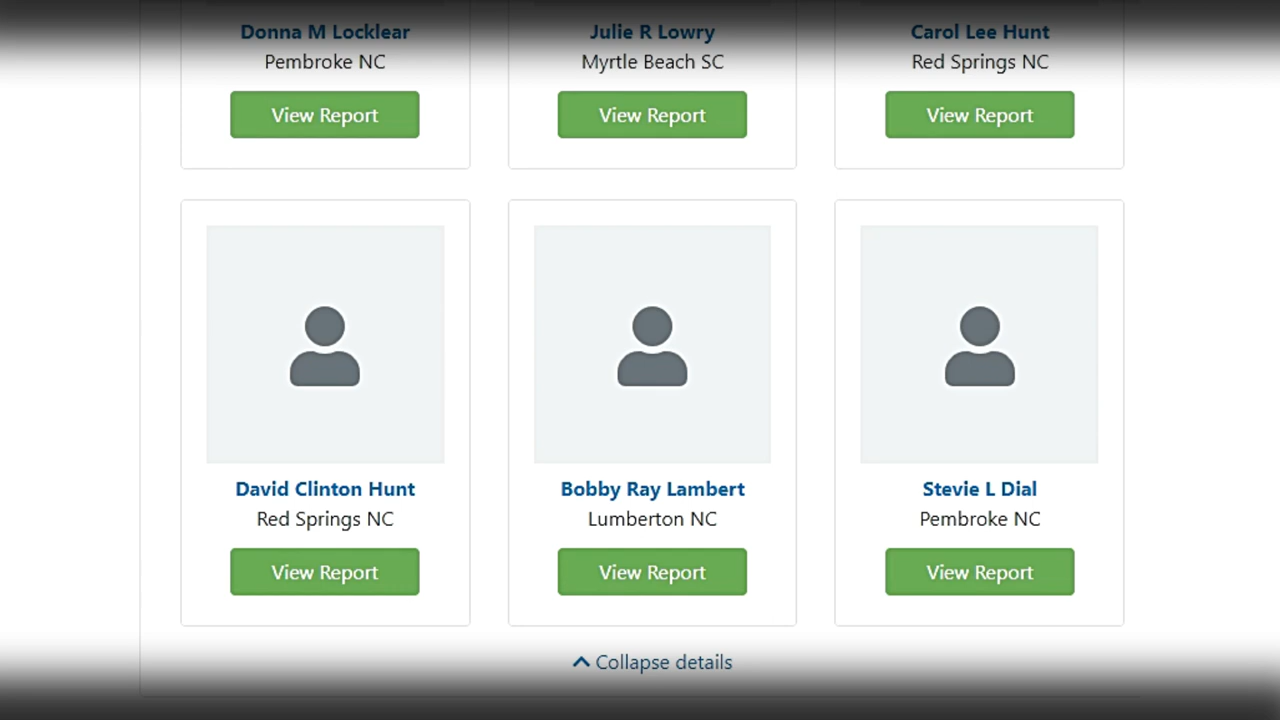 Donna M Locklear
Pembroke NC
View Report
Julie R Lowry
Myrtle Beach SC
View Report
Carol Lee Hunt
Red Springs NC
View Report
David Clinton Hunt
Red Springs NC
View Report
Bobby Ray Lambert
Lumberton NC
View Report
Stevie L Dial
Pembroke NC
View Report
Collapse details